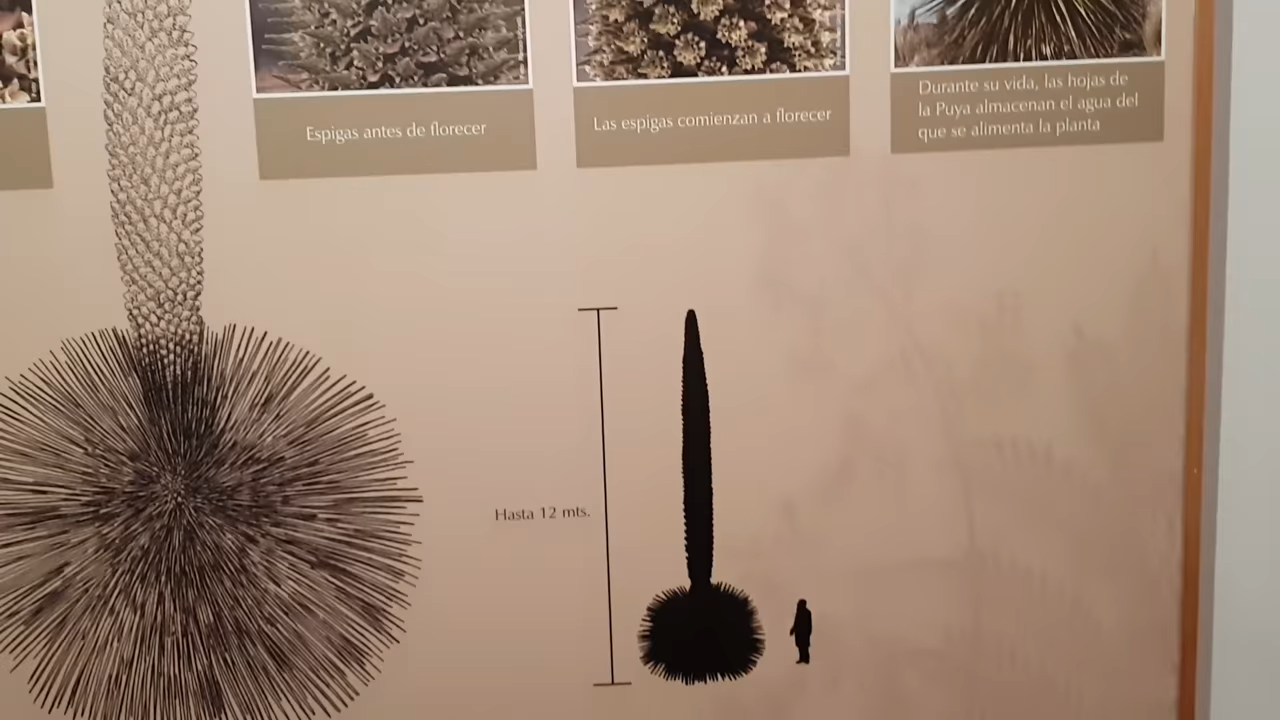 Espigas antes de florecer
Las espigas comienzan a florecer
Durante su vida, las hojas de
la Puya almacenan el agua del
que se alimenta la planta
Hasta 12 mts.